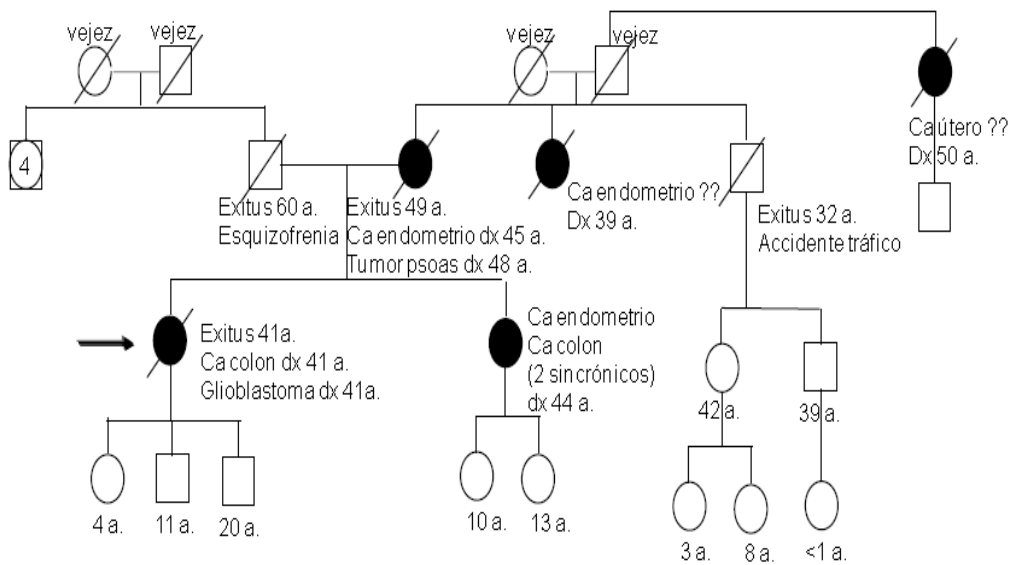 vejez
vejez
vejez
vejez
Ca útero ??
Dx 50 a.
4
Exitus 60 a.
Esquizofrenia
Exitus 49 a.
Ca endometrio dx 45 a.
Tumor psoas dx 48 a.
Ca endometrio ??
Dx 39 a.
Exitus 32 a.
Accidente tráfico
Exitus 41a.
Ca colon dx 41 a.
Glioblastoma dx 41a.
Ca endometrio
Ca colon
(2 sincrónicos)
dx 44 a.
42 a.
39 a.
4 a.
11 a.
20 a.
10 a.
13 a.
3 a.
8 a.
<1 a.